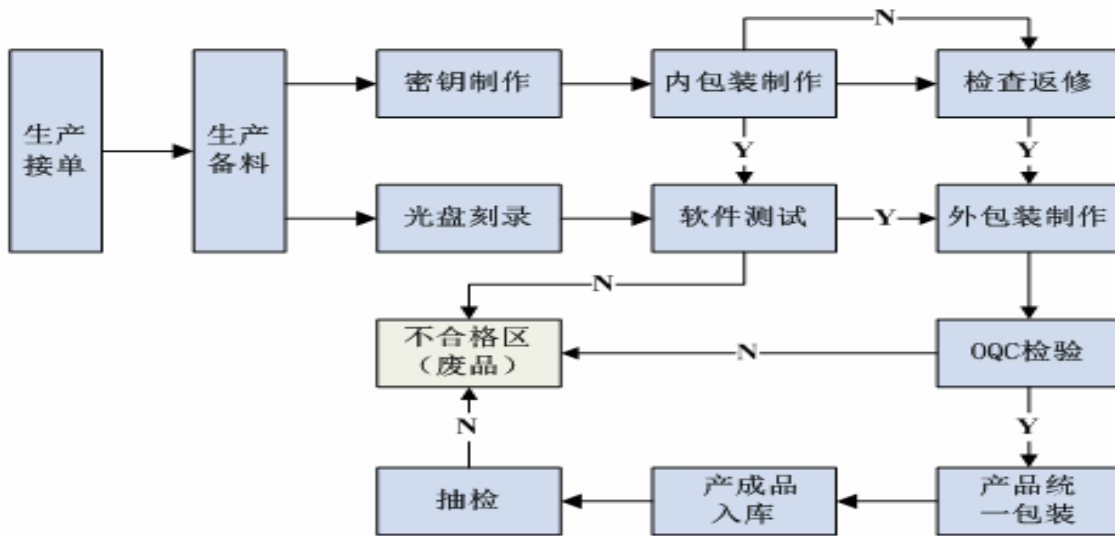 N
生产
接单
生产
备料
密钥制作
内包装制作
检查返修
Y
Y
光盘刻录
软件测试
Y
外包装制作
N
不合格区
（废品）
N
OQC检验
N
Y
抽检
产成品
入库
产品统
一包装